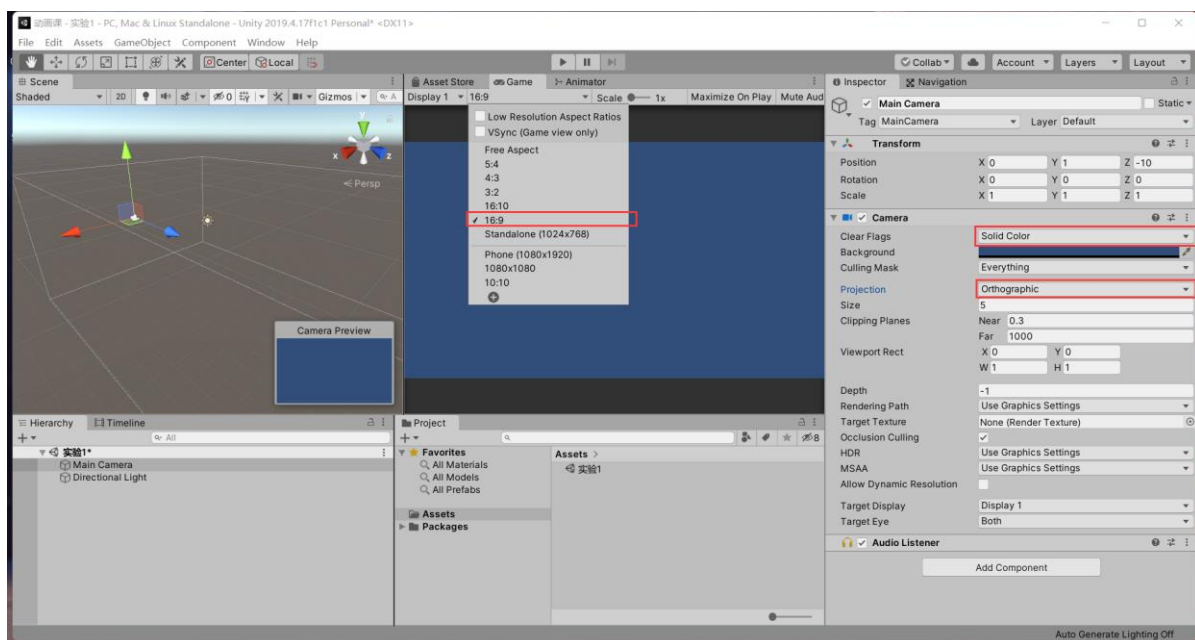 动画课 - 实验1 - PC, Mac & Linux Standalone - Unity 2019.4.17f1c1 Personal* <DX11>
File Edit Assets GameObject Component Window Help
Center Local
Collab Account Layers Layout
Scene
Shaded 2D 0 Gizmos All
y
x z
Persp
Camera Preview
Asset Store Game Animator
Display 1 16:9 Scale 1x Maximize On Play Mute Aud
Low Resolution Aspect Ratios
VSync (Game view only)
Free Aspect
5:4
4:3
3:2
16:10
✓ 16:9
Standalone (1024x768)
Phone (1080x1920)
1080x1080
10:10
Inspector Navigation
Main Camera Static
Tag MainCamera Layer Default
Transform
Position X 0 Y 1 Z -10
Rotation X 0 Y 0 Z 0
Scale X 1 Y 1 Z 1
Camera
Clear Flags Solid Color
Background
Culling Mask Everything
Projection Orthographic
Size 5
Clipping Planes Near 0.3
Far 1000
Viewport Rect X 0 Y 0
W 1 H 1
Depth -1
Rendering Path Use Graphics Settings
Target Texture None (Render Texture)
Occlusion Culling
HDR Use Graphics Settings
MSAA Use Graphics Settings
Allow Dynamic Resolution
Target Display Display 1
Target Eye Both
Audio Listener
Add Component
Hierarchy Timeline
All
实验1*
Main Camera
Directional Light
Project
8
Favorites
All Materials
All Models
All Prefabs
Assets
Packages
Assets >
实验1
Auto Generate Lighting Off